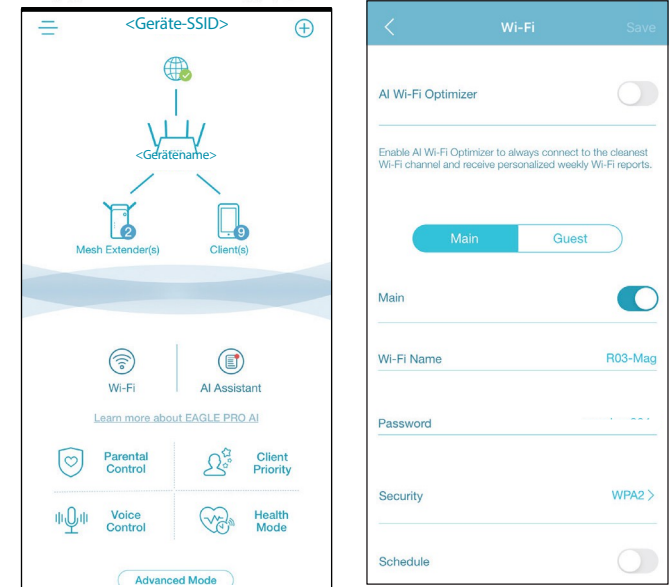 <Geräte-SSID>
<Gerätename>
2
9
Mesh Extender(s)
Client(s)
Wi-Fi
AI Assistant
Learn more about EAGLE PRO AI
Parental
Control
Client
Priority
Voice
Control
Health
Mode
Advanced Mode
Wi-Fi
Save
AI Wi-Fi Optimizer
Enable AI Wi-Fi Optimizer to always connect to the cleanest
Wi-Fi channel and receive personalized weekly Wi-Fi reports.
Main
Guest
Main
Wi-Fi Name
R03-Mag
Password
Security
WPA2 >
Schedule